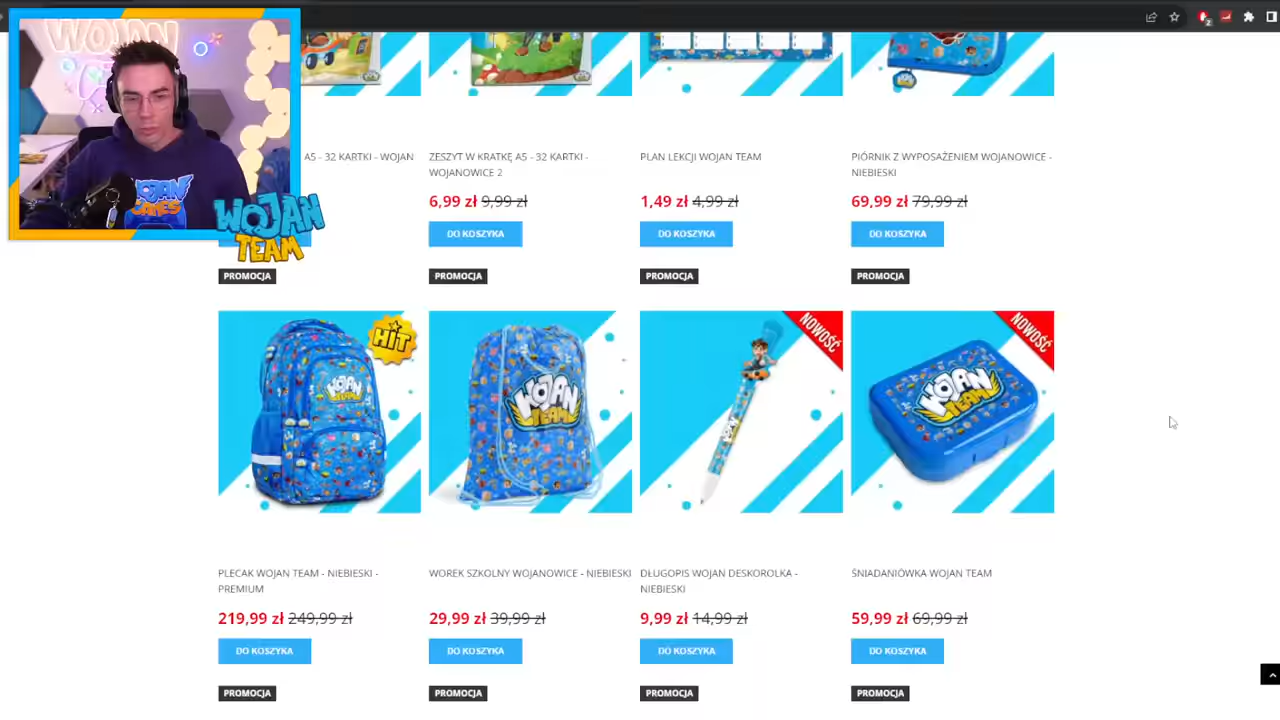 WOJAN
WOJAN
GAMES
WOJAN
TEAM
A5 - 32 KARTKI - WOJAN
PROMOCJA
ZESZYT W KRATKĘ A5 - 32 KARTKI -
WOJANOWICE 2
6,99 zł 9,99 zł
DO KOSZYKA
PROMOCJA
PLAN LEKCJI WOJAN TEAM
1,49 zł 4,99 zł
DO KOSZYKA
PROMOCJA
PIÓRNIK Z WYPOSAŻENIEM WOJANOWICE -
NIEBIESKI
69,99 zł 79,99 zł
DO KOSZYKA
PROMOCJA
HIT
WOJAN
TEAM
PLECAK WOJAN TEAM - NIEBIESKI -
PREMIUM
219,99 zł 249,99 zł
DO KOSZYKA
PROMOCJA
WOJAN
TEAM
WOREK SZKOLNY WOJANOWICE - NIEBIESKI
29,99 zł 39,99 zł
DO KOSZYKA
PROMOCJA
NOWOŚĆ
DŁUGOPIS WOJAN DESKOROLKA -
NIEBIESKI
9,99 zł 14,99 zł
DO KOSZYKA
PROMOCJA
NOWOŚĆ
WOJAN
TEAM
ŚNIADANIÓWKA WOJAN TEAM
59,99 zł 69,99 zł
DO KOSZYKA
PROMOCJA